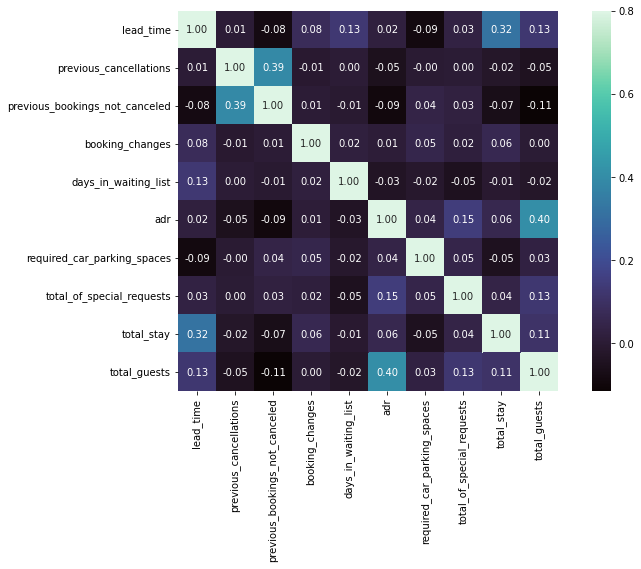 lead_time 1.00 0.01 -0.08 0.08 0.13 0.02 -0.09 0.03 0.32 0.13
previous_cancellations 0.01 1.00 0.39 -0.01 0.00 -0.05 -0.00 0.00 -0.02 -0.05
previous_bookings_not_canceled -0.08 0.39 1.00 0.01 -0.01 -0.09 0.04 0.03 -0.07 -0.11
booking_changes 0.08 -0.01 0.01 1.00 0.02 0.01 0.05 0.02 0.06 0.00
days_in_waiting_list 0.13 0.00 -0.01 0.02 1.00 -0.03 -0.02 -0.05 -0.01 -0.02
adr 0.02 -0.05 -0.09 0.01 -0.03 1.00 0.04 0.15 0.06 0.40
required_car_parking_spaces -0.09 -0.00 0.04 0.05 -0.02 0.04 1.00 0.05 -0.05 0.03
total_of_special_requests 0.03 0.00 0.03 0.02 -0.05 0.15 0.05 1.00 0.04 0.13
total_stay 0.32 -0.02 -0.07 0.06 -0.01 0.06 -0.05 0.04 1.00 0.11
total_guests 0.13 -0.05 -0.11 0.00 -0.02 0.40 0.03 0.13 0.11 1.00
lead_time
previous_cancellations
previous_bookings_not_canceled
booking_changes
days_in_waiting_list
adr
required_car_parking_spaces
total_of_special_requests
total_stay
total_guests
0.8
0.6
0.4
0.2
0.0